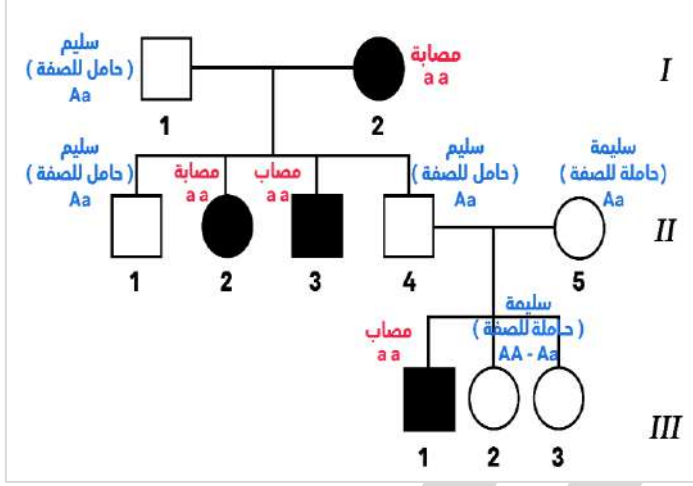 سليم
( حامل للصفة )
Aa
مصابة
a a
I
1
2
سليم
( حامل للصفة )
Aa
مصابة
a a
مصاب
a a
سليم
( حامل للصفة )
Aa
سليمة
( حاملة للصفة )
Aa
II
1
2
3
4
5
مصاب
a a
سليمة
( حاملة للصفة )
AA - Aa
III
1
2
3